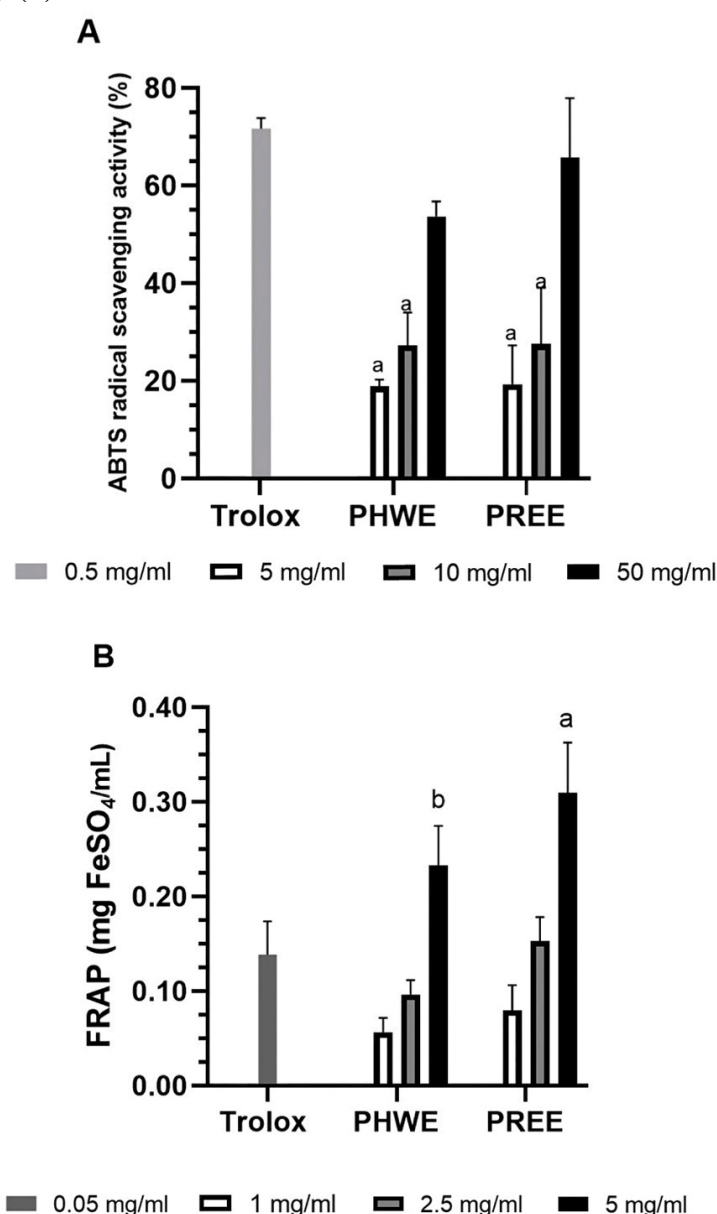 A
ABTS radical scavenging activity (%)
80
60
40
20
0
a
a
a
a
Trolox PHWE PREE
0.5 mg/ml 5 mg/ml 10 mg/ml 50 mg/ml
B
FRAP (mg FeSO₄/mL)
0.40
0.30
0.20
0.10
0.00
b
a
Trolox PHWE PREE
0.05 mg/ml 1 mg/ml 2.5 mg/ml 5 mg/ml